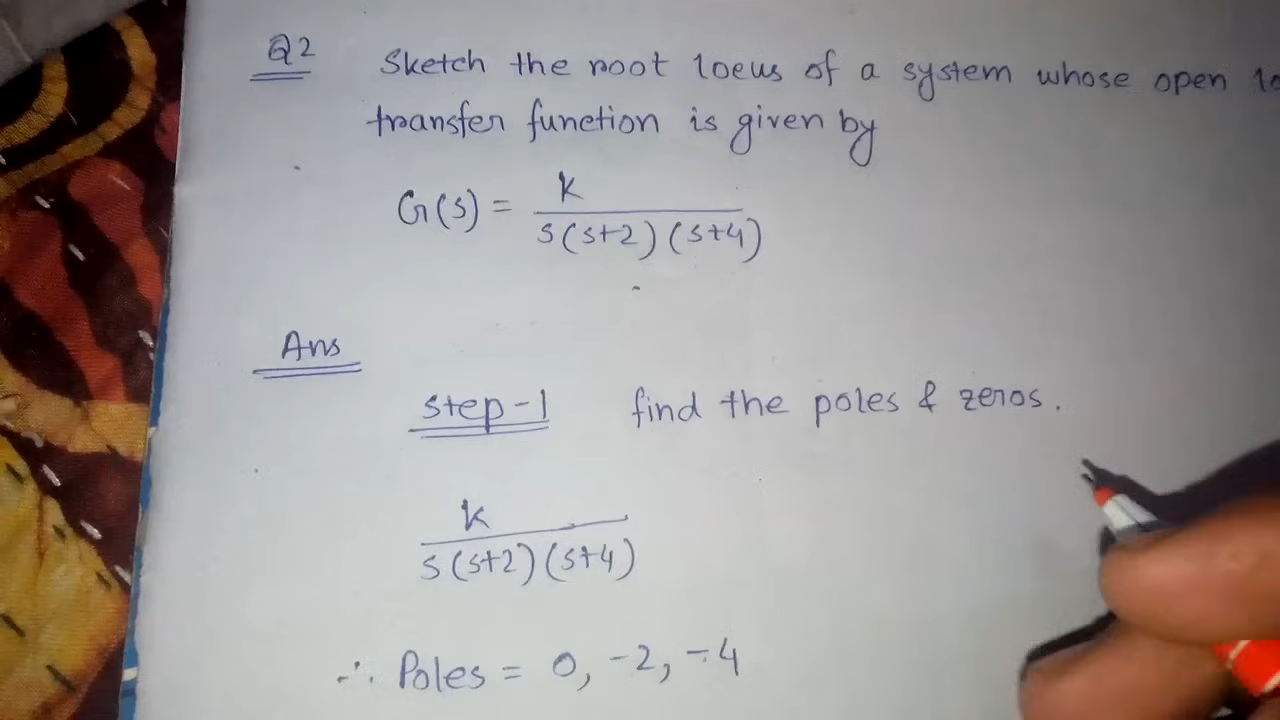 Q2 Sketch the root locus of a system whose open
transfer function is given by
G(s) = K
s(s+2)(s+4)
Ans
Step-1 find the poles & zeros.
K
s(s+2)(s+4)
∴ Poles = 0, -2, -4